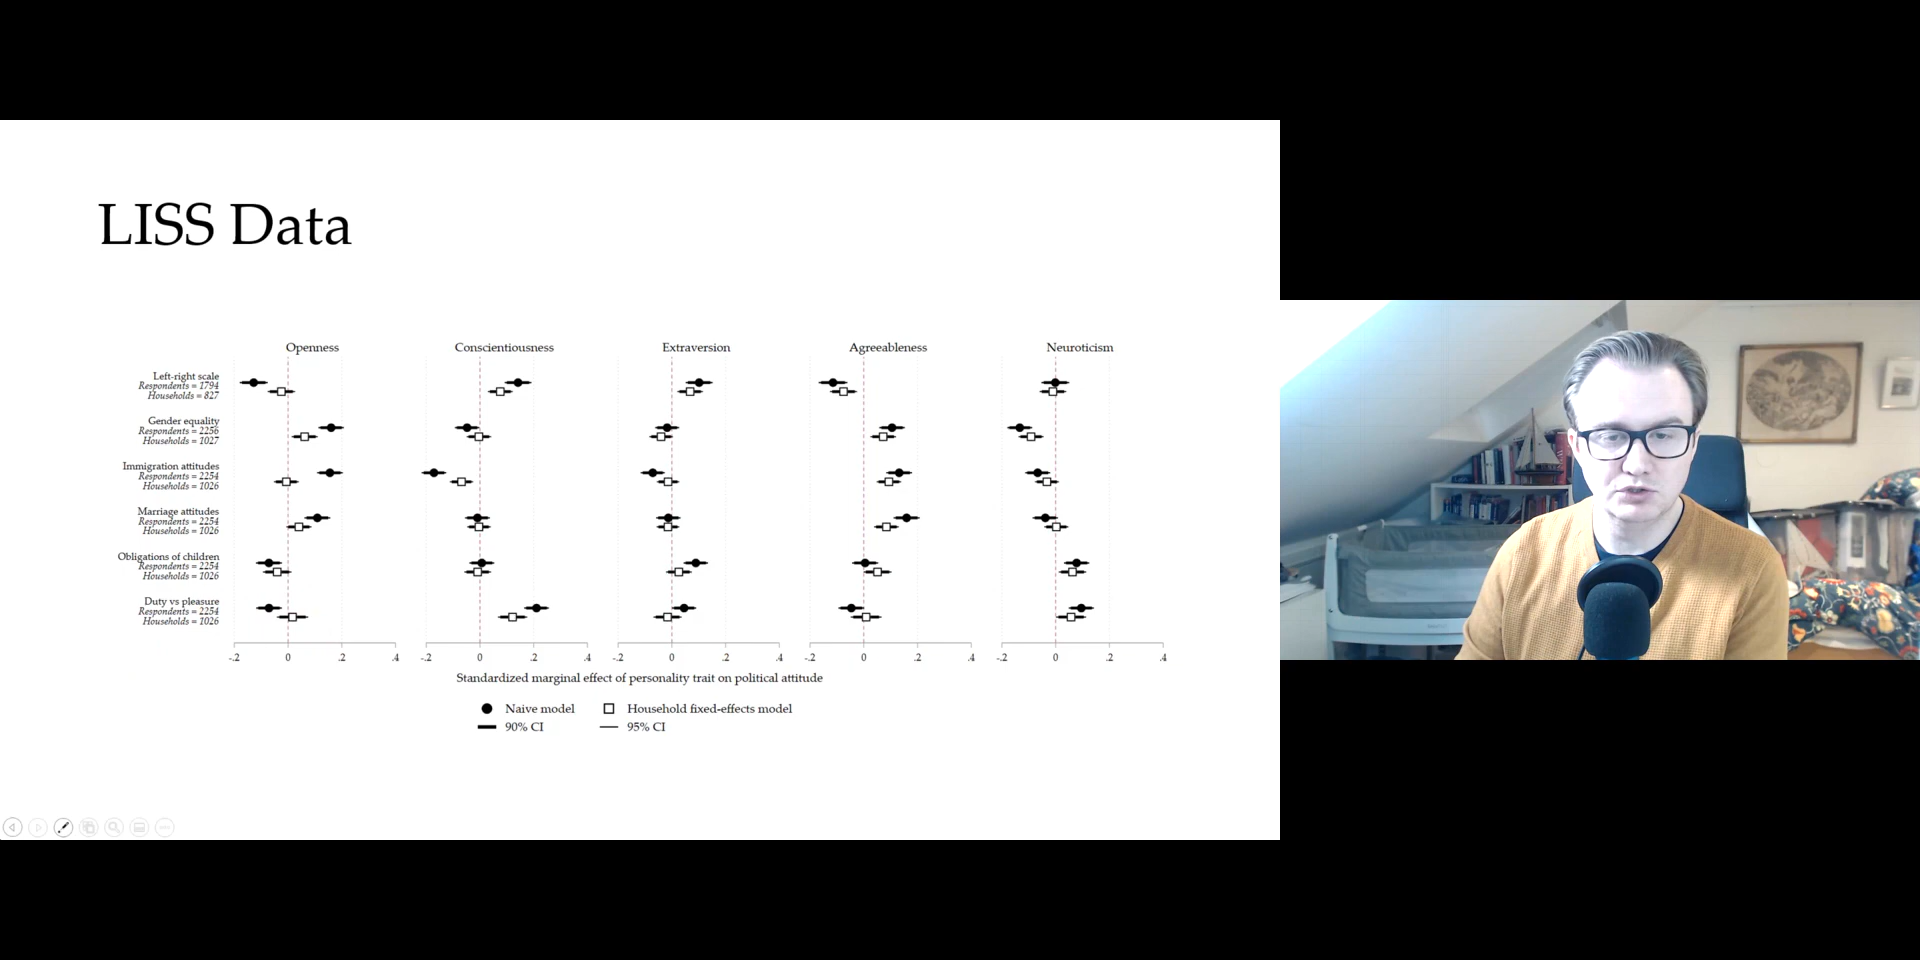 LISS Data
Openness Conscientiousness Extraversion Agreeableness Neuroticism
Left-right scale
Respondents = 1794
Households = 827
Gender equality
Respondents = 2256
Households = 1027
Immigration attitudes
Respondents = 2254
Households = 1026
Marriage attitudes
Respondents = 2254
Households = 1026
Obligations of children
Respondents = 2254
Households = 1026
Duty vs pleasure
Respondents = 2254
Households = 1026
-.2 0 .2 .4 -.2 0 .2 .4 -.2 0 .2 .4 -.2 0 .2 .4 -.2 0 .2 .4
Standardized marginal effect of personality trait on political attitude
Naive model Household fixed-effects model
90% CI 95% CI